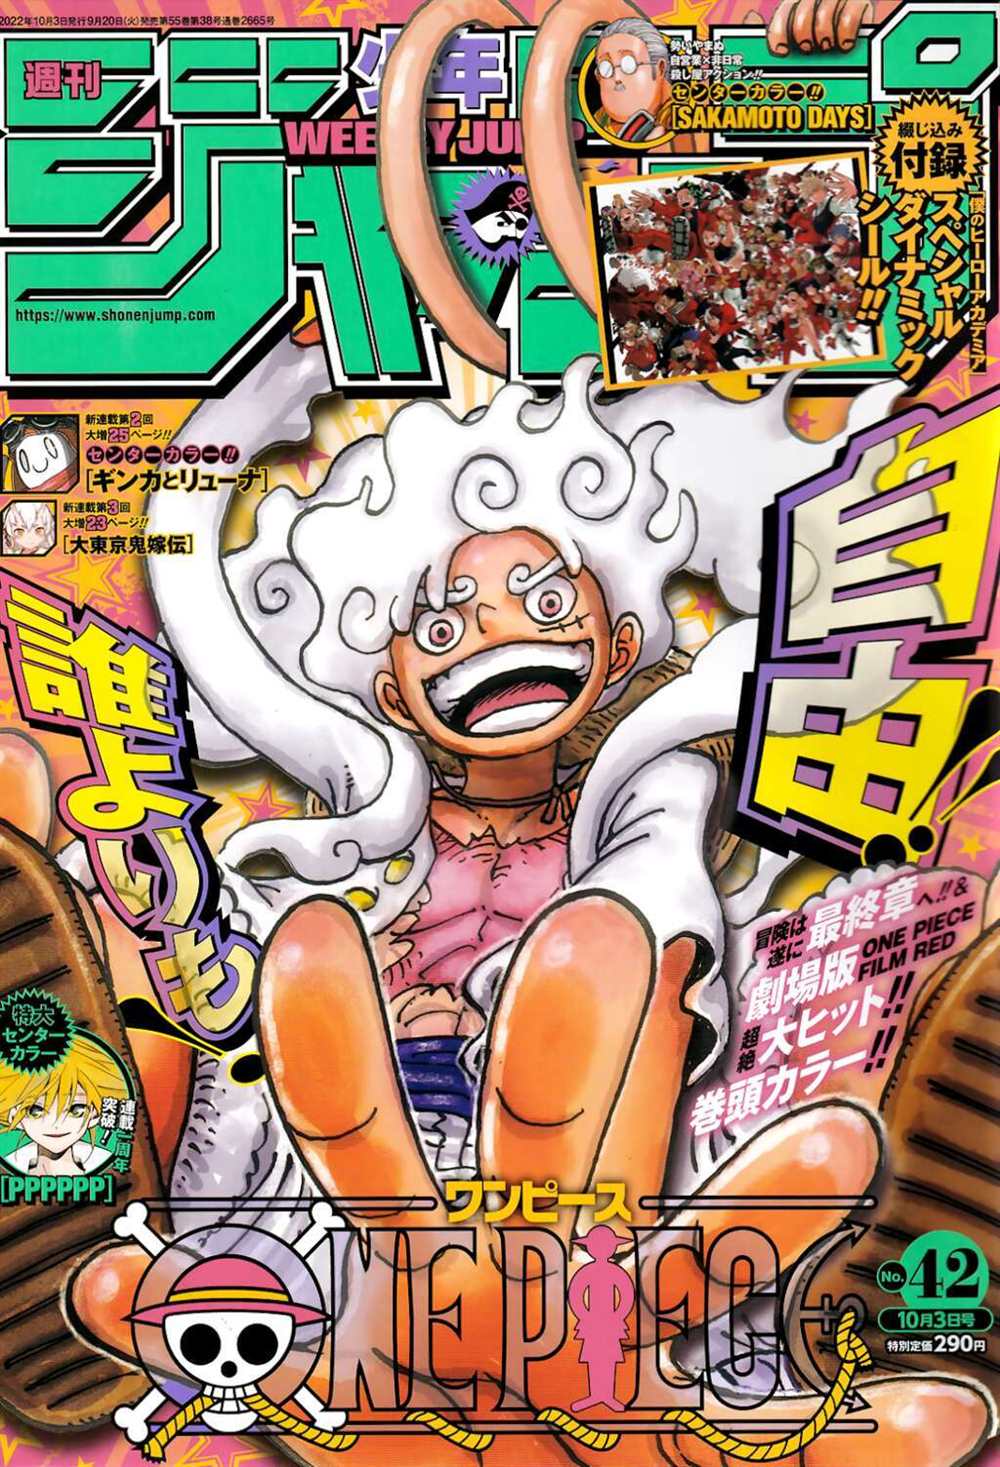 2022年10月3日発行9月20日(火)発売第55巻第38号通巻2665号
週刊
少年
ジャンプ
WEEKLY JUMP
https://www.shonenjump.com
勢いやまぬ
自営業×非日常
殺し屋アクション!!
センターカラー!!
[SAKAMOTO DAYS]
綴じ込み
付録
『僕のヒーローアカデミア』
スペシャル
ダイナミック
シール!!
新連載第2回
大増25ページ!!
センターカラー!!
[ギンカとリューナ]
新連載第3回
大増23ページ!!
[大東京鬼嫁伝]
誰よりも
自由!
冒険は
遂に最終章へ!!&
劇場版ONE PIECE
FILM RED
超絶大ヒット!!
巻頭カラー!!
特大
センター
カラー
連載一周年
突破!
[PPPPPP]
ワンピース
ONE PIECE
No.42
10月3日号
特別定価290円